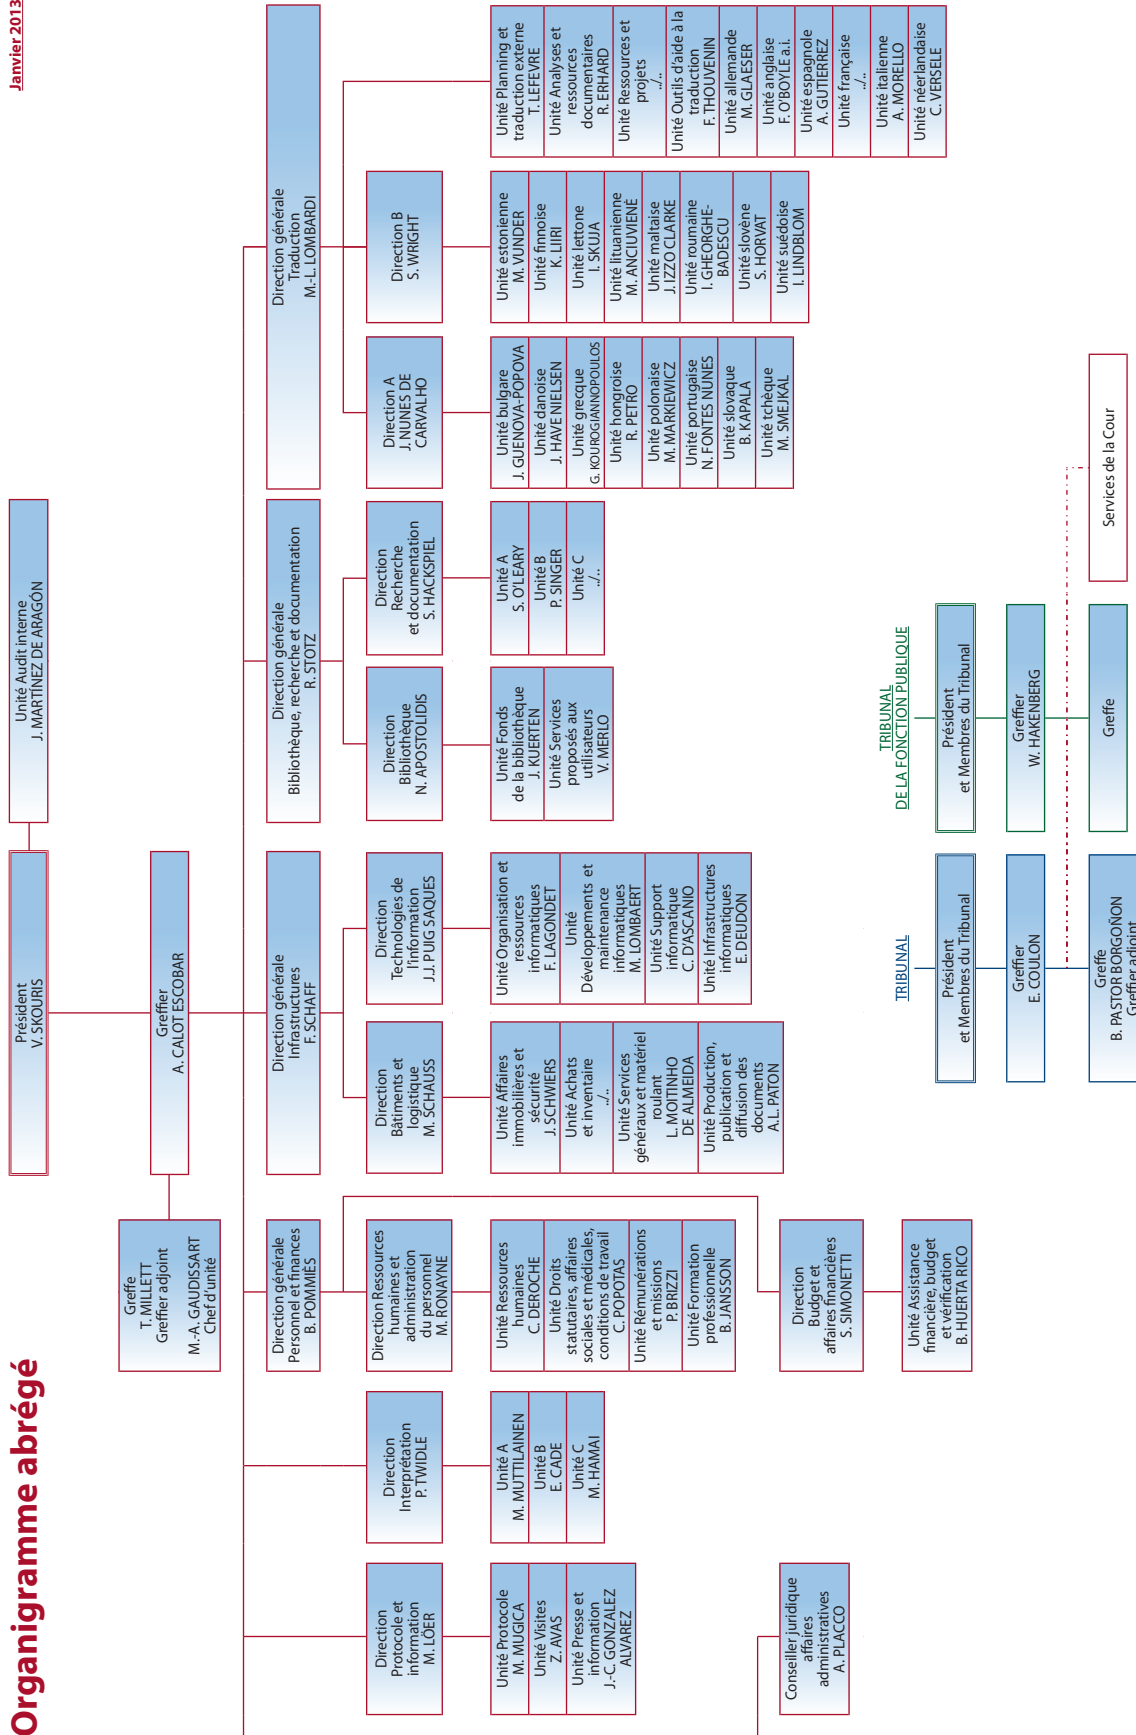 Organigramme abrégé
Janvier 2013
Président
V. SKOURIS
Unité Audit interne
J. MARTÍNEZ DE ARAGÓN
Greffe
T. MILLETT
Greffier adjoint
M.-A. GAUDISSART
Chef d'unité
Greffier
A. CALOT ESCOBAR
Direction générale
Personnel et finances
B. POMMIES
Direction générale
Infrastructures
F. SCHAFF
Direction générale
Bibliothèque, recherche et documentation
R. STOTZ
Direction générale
Traduction
M.-L. LOMBARDI
Direction
Protocole et
information
M. LÖER
Direction
Interprétation
P. TWIDLE
Direction Ressources
humaines et
administration
du personnel
M. RONAYNE
Direction
Bâtiments et
logistique
M. SCHAUSS
Direction
Technologies de
l'Information
J.J. PUIG SAQUES
Direction
Bibliothèque
N. APOSTOLIDIS
Direction
Recherche
et documentation
S. HACKSPIEL
Direction A
J. NUNES DE
CARVALHO
Direction B
S. WRIGHT
Unité Protocole
M. MUGICA
Unité Visites
Z. AVAS
Unité Presse et
information
J.-C. GONZALEZ
ALVAREZ
Unité A
M. MUTTILAINEN
Unité B
E. CADE
Unité C
M. HAMAI
Unité Ressources
humaines
C. DEROCHE
Unité Droits
statutaires, affaires
sociales et médicales,
conditions de travail
C. POPOTAS
Unité Rémunérations
et missions
P. BRIZZI
Unité Formation
professionnelle
B. JANSSON
Unité Affaires
immobilières et
sécurité
J. SCHWIERS
Unité Achats
et inventaire
./..
Unité Services
généraux et matériel
roulant
L. MOITINHO
DE ALMEIDA
Unité Production,
publication et
diffusion des
documents
A.L. PATON
Unité Organisation et
ressources
informatiques
F. LAGONDET
Unité
Développements et
maintenance
informatiques
M. LOMBAERT
Unité Support
informatique
C. D'ASCANIO
Unité Infrastructures
informatiques
E. DEUDON
Unité Fonds
de la bibliothèque
J. KUERTEN
Unité Services
proposés aux
utilisateurs
V. MERLO
Unité A
S. O'LEARY
Unité B
P. SINGER
Unité C
./..
Unité bulgare
J. GUENOVA-POPOVA
Unité danoise
J. HAVE NIELSEN
Unité grecque
G. KOUROGIANNOPOULOS
Unité hongroise
R. PETRO
Unité polonaise
M. MARKIEWICZ
Unité portugaise
N. FONTES NUNES
Unité slovaque
B. KAPALA
Unité tchèque
M. SMEJKAL
Unité estonienne
M. VUNDER
Unité finnoise
K. LIIRI
Unité lettone
I. SKUJA
Unité lituanienne
M. ANCIUVIENÉ
Unité maltaise
J. IZZO CLARKE
Unité roumaine
I. GHEORGHE-
BADESCU
Unité slovène
S. HORVAT
Unité suédoise
I. LINDBLOM
Unité Planning et
traduction externe
T. LEFEVRE
Unité Analyses et
ressources
documentaires
R. ERHARD
Unité Ressources et
projets
./..
Unité Outils d'aide à la
traduction
F. THOUVENIN
Unité allemande
M. GLAESER
Unité anglaise
F. O'BOYLE a.i.
Unité espagnole
A. GUTIERREZ
Unité française
./..
Unité italienne
A. MORELLO
Unité néerlandaise
C. VERSELE
Conseiller juridique
affaires
administratives
A. PLACCO
Direction
Budget et
affaires financières
S. SIMONETTI
Unité Assistance
financière, budget
et vérification
B. HUERTA RICO
TRIBUNAL
Président
et Membres du Tribunal
Greffier
E. COULON
Greffe
B. PASTOR BORGOÑON
Greffier adjoint
TRIBUNAL
DE LA FONCTION PUBLIQUE
Président
et Membres du Tribunal
Greffier
W. HAKENBERG
Greffe
Services de la Cour